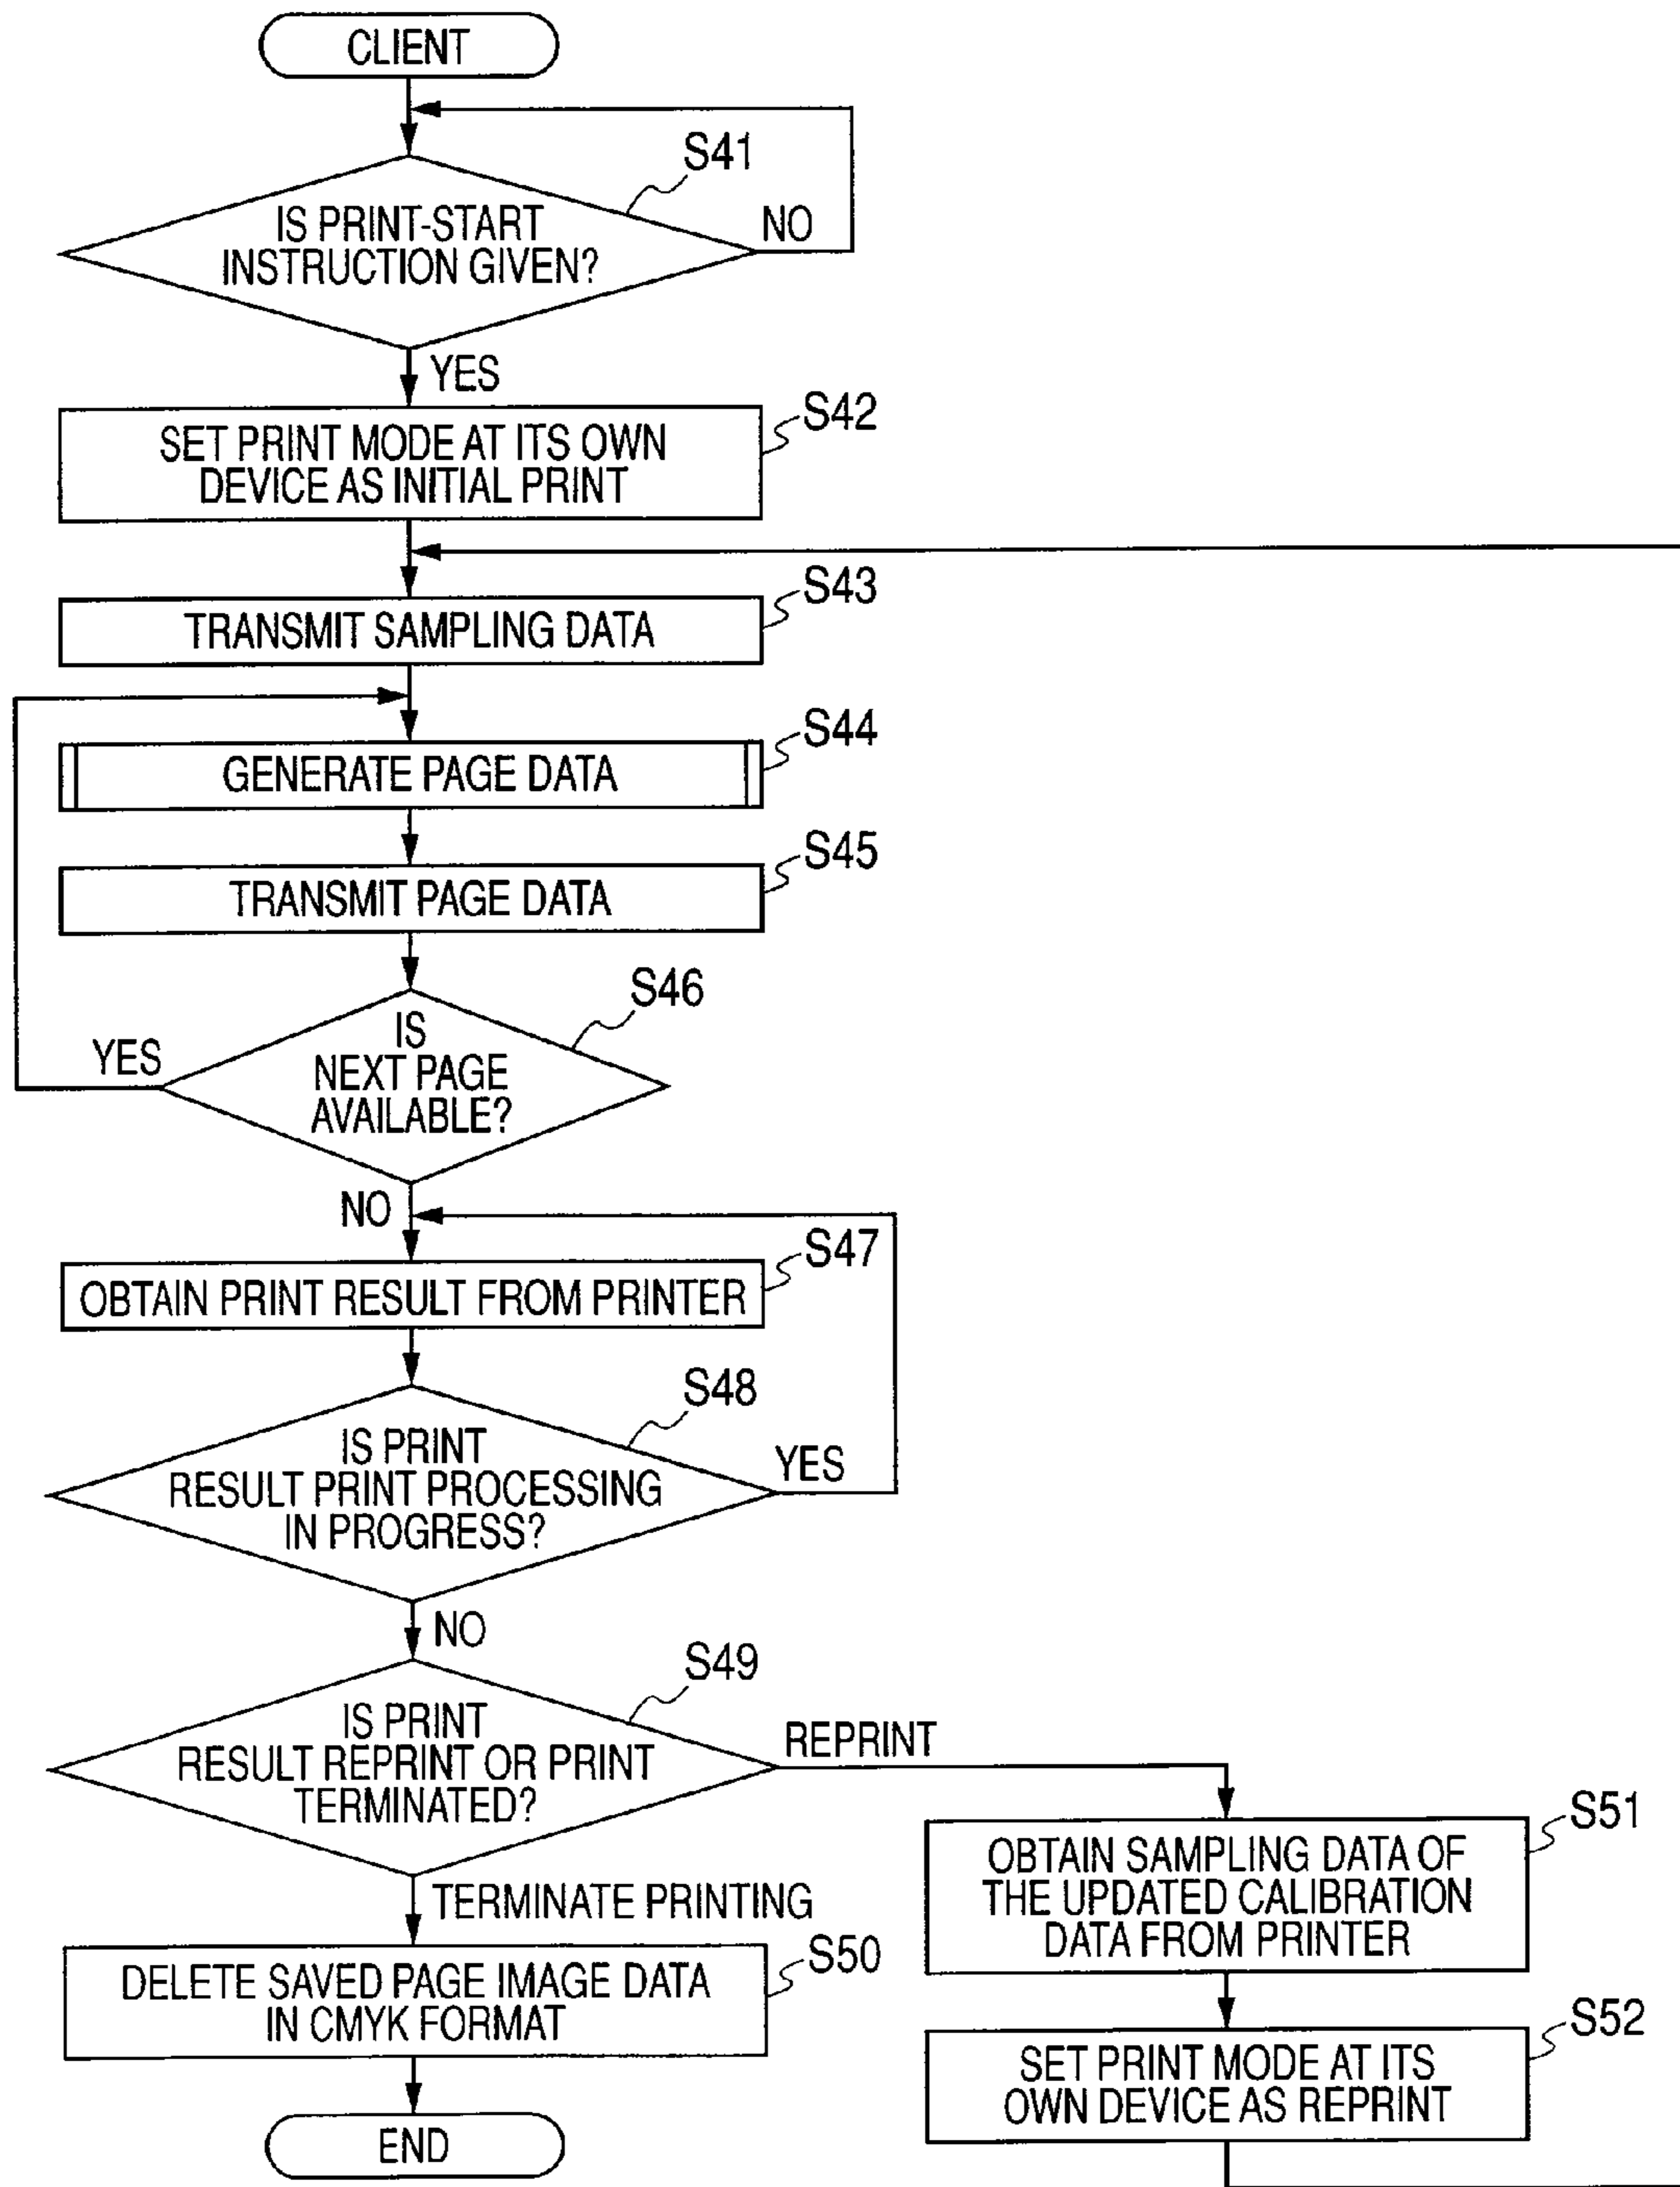 CLIENT
S41
IS PRINT-START
INSTRUCTION GIVEN?
NO
YES
S42
SET PRINT MODE AT ITS OWN
DEVICE AS INITIAL PRINT
S43
TRANSMIT SAMPLING DATA
S44
GENERATE PAGE DATA
S45
TRANSMIT PAGE DATA
S46
IS
NEXT PAGE
AVAILABLE?
YES
NO
S47
OBTAIN PRINT RESULT FROM PRINTER
S48
IS PRINT
RESULT PRINT PROCESSING
IN PROGRESS?
YES
NO
S49
IS PRINT
RESULT REPRINT OR PRINT
TERMINATED?
REPRINT
TERMINATE PRINTING
S50
DELETE SAVED PAGE IMAGE DATA
IN CMYK FORMAT
END
S51
OBTAIN SAMPLING DATA OF
THE UPDATED CALIBRATION
DATA FROM PRINTER
S52
SET PRINT MODE AT ITS
OWN DEVICE AS REPRINT